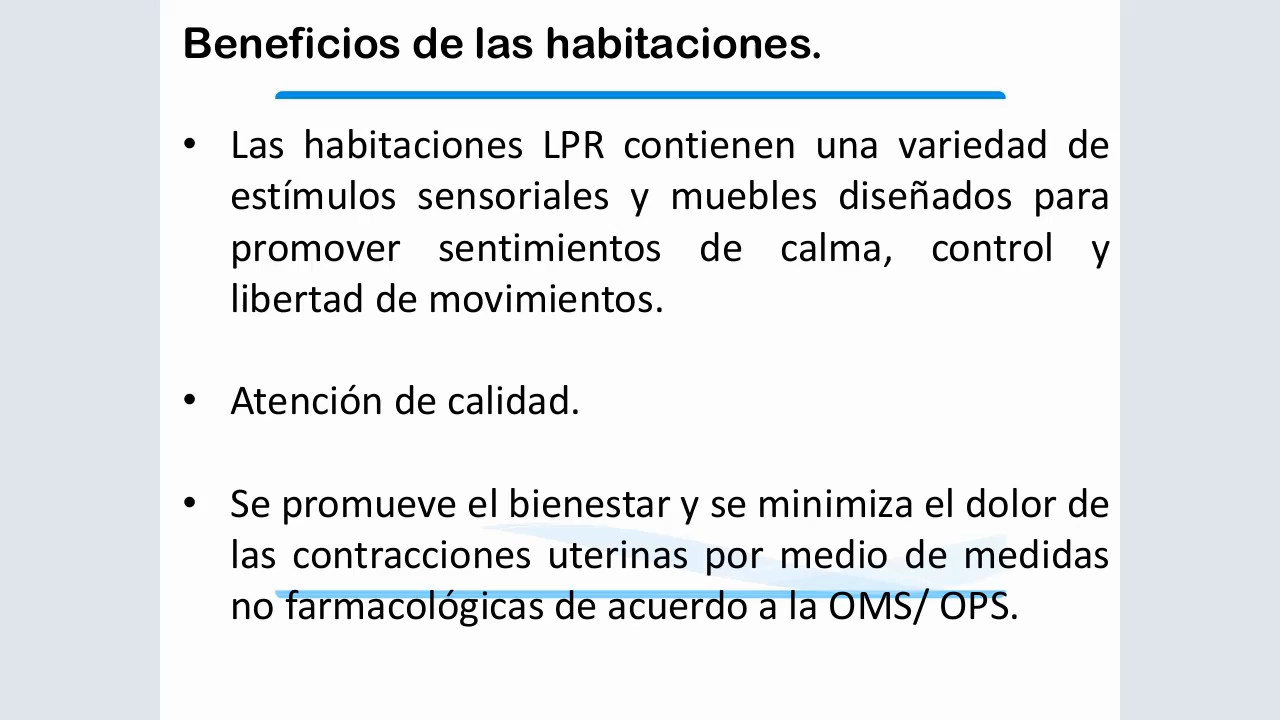 Beneficios de las habitaciones.
• Las habitaciones LPR contienen una variedad de
estímulos sensoriales y muebles diseñados para
promover sentimientos de calma, control y
libertad de movimientos.
• Atención de calidad.
• Se promueve el bienestar y se minimiza el dolor de
las contracciones uterinas por medio de medidas
no farmacológicas de acuerdo a la OMS/ OPS.